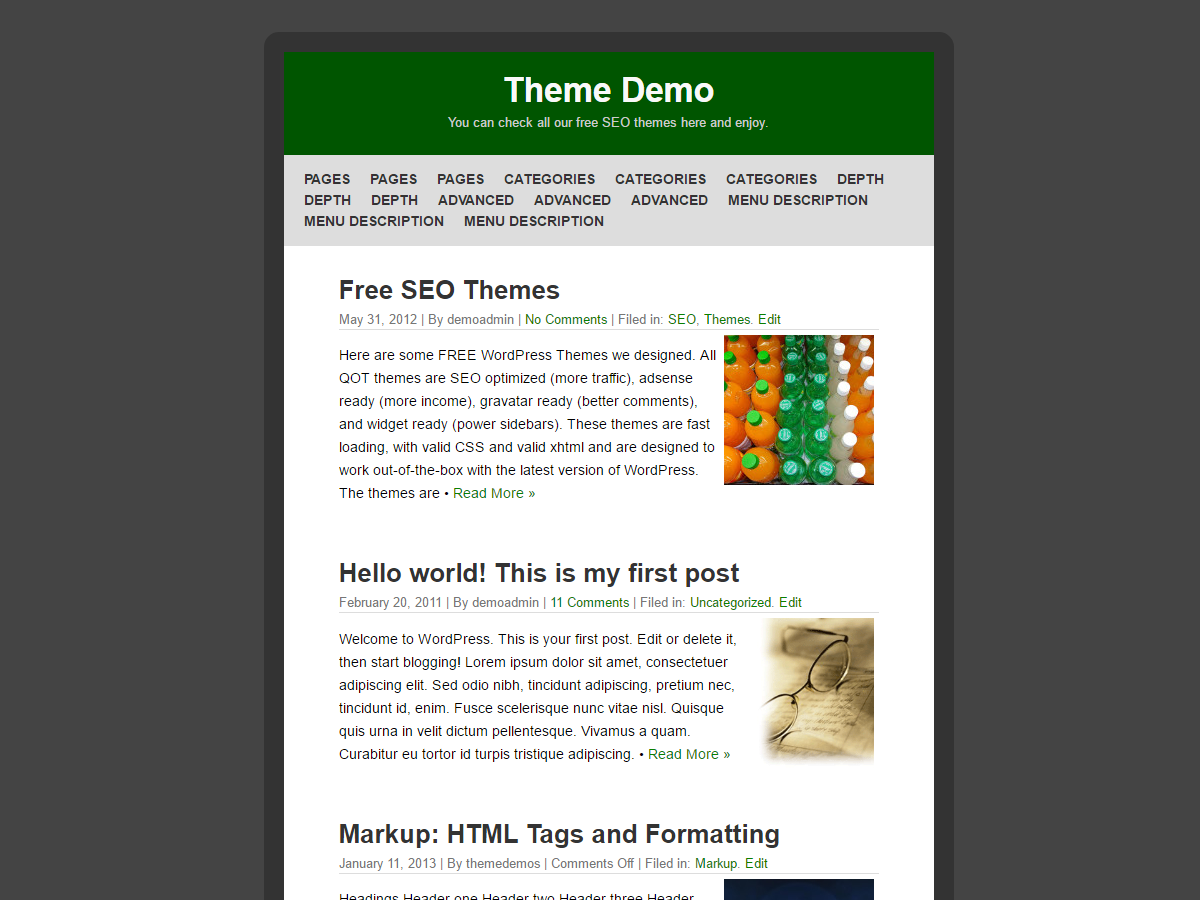 Theme Demo
You can check all our free SEO themes here and enjoy.
PAGES PAGES PAGES CATEGORIES CATEGORIES CATEGORIES DEPTH
DEPTH DEPTH ADVANCED ADVANCED ADVANCED MENU DESCRIPTION
MENU DESCRIPTION MENU DESCRIPTION
Free SEO Themes
May 31, 2012 | By demoadmin | No Comments | Filed in: SEO, Themes. Edit
Here are some FREE WordPress Themes we designed. All
QOT themes are SEO optimized (more traffic), adsense
ready (more income), gravatar ready (better comments),
and widget ready (power sidebars). These themes are fast
loading, with valid CSS and valid xhtml and are designed to
work out-of-the-box with the latest version of WordPress.
The themes are • Read More »
Hello world! This is my first post
February 20, 2011 | By demoadmin | 11 Comments | Filed in: Uncategorized. Edit
Welcome to WordPress. This is your first post. Edit or delete it,
then start blogging! Lorem ipsum dolor sit amet, consectetuer
adipiscing elit. Sed odio nibh, tincidunt adipiscing, pretium nec,
tincidunt id, enim. Fusce scelerisque nunc vitae nisl. Quisque
quis urna in velit dictum pellentesque. Vivamus a quam.
Curabitur eu tortor id turpis tristique adipiscing. • Read More »
Markup: HTML Tags and Formatting
January 11, 2013 | By themedemos | Comments Off | Filed in: Markup. Edit
Headings Header one Header two Header three Header